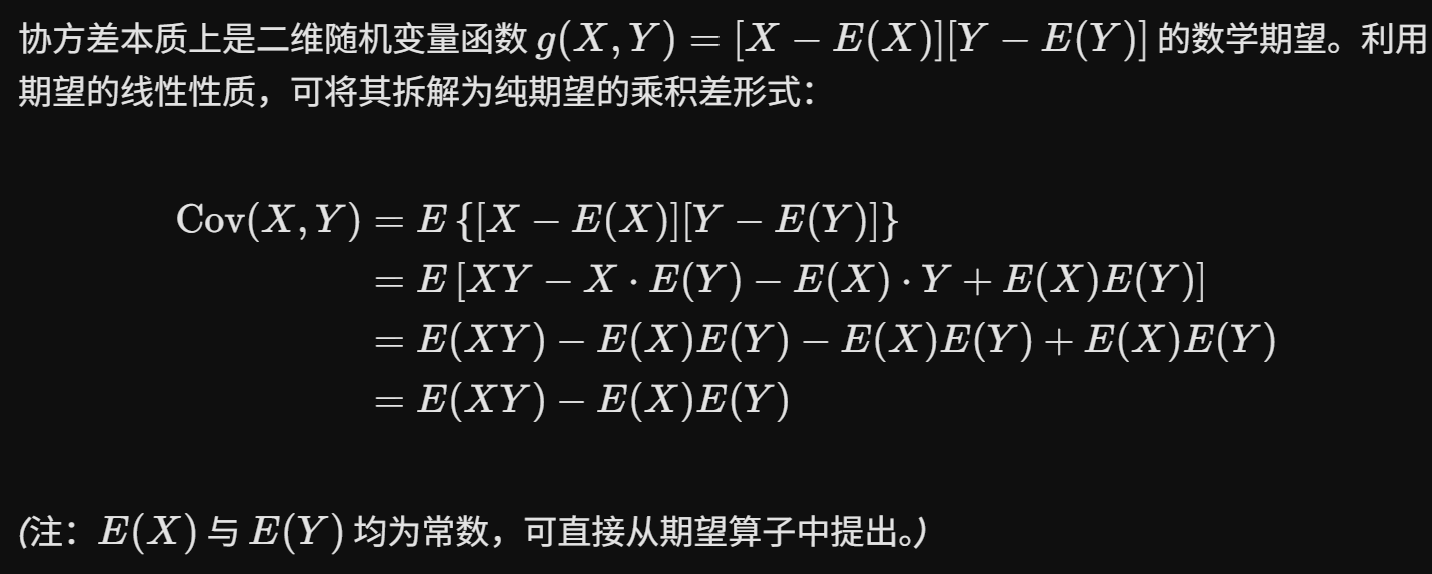 协方差本质上是二维随机变量函数 g(X, Y) = [X − E(X)][Y − E(Y)] 的数学期望。利用
期望的线性性质，可将其拆解为纯期望的乘积差形式：
Cov(X, Y) = E {[X − E(X)][Y − E(Y)]}
= E [XY − X · E(Y) − E(X) · Y + E(X)E(Y)]
= E(XY) − E(X)E(Y) − E(X)E(Y) + E(X)E(Y)
= E(XY) − E(X)E(Y)
(注：E(X) 与 E(Y) 均为常数，可直接从期望算子中提出。)